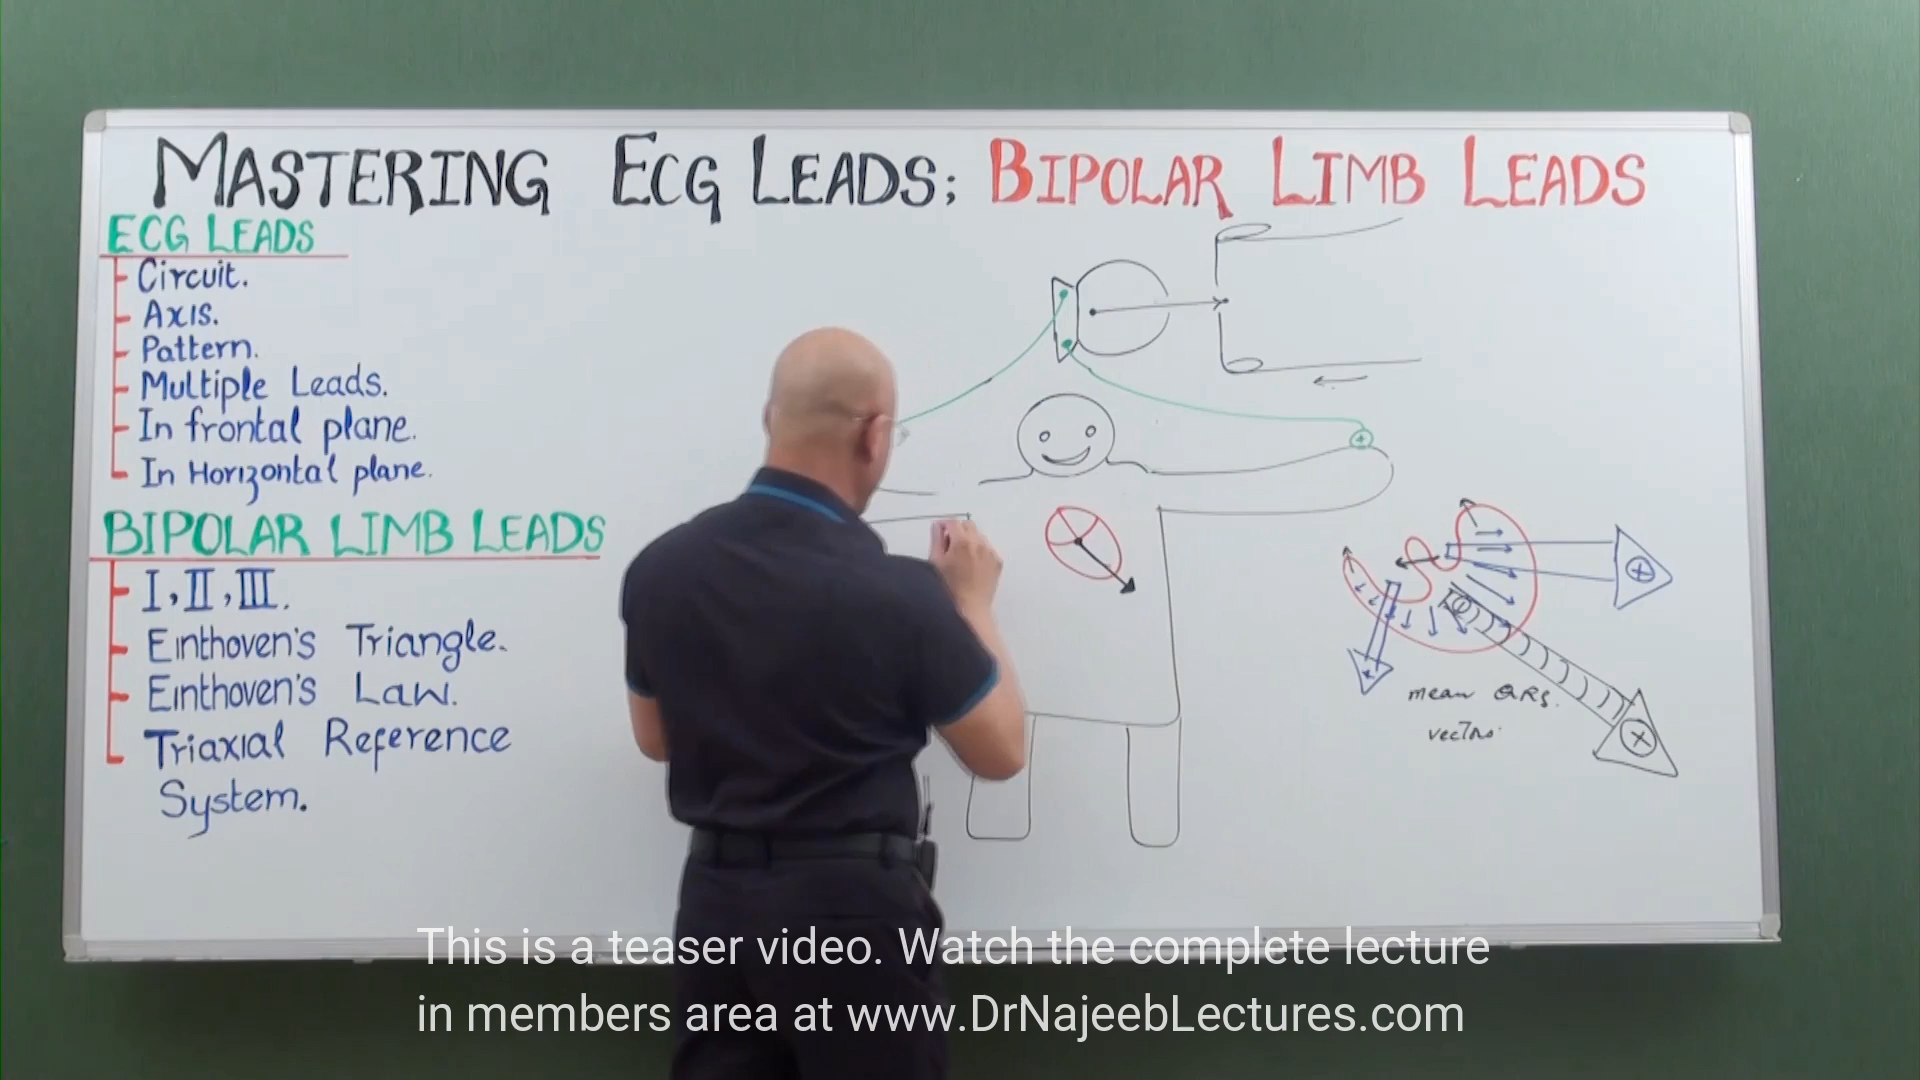 MASTERING ECG LEADS; BIPOLAR LIMB LEADS
ECG LEADS
Circuit.
Axis.
Pattern.
Multiple Leads.
In frontal plane.
In Horizontal plane.
BIPOLAR LIMB LEADS
I, II, III.
Einthoven's Triangle.
Einthoven's Law.
Triaxial Reference
System.
+
+
+
+
mean QRS.
vector
This is a teaser video. Watch the complete lecture
in members area at www.DrNajeebLectures.com